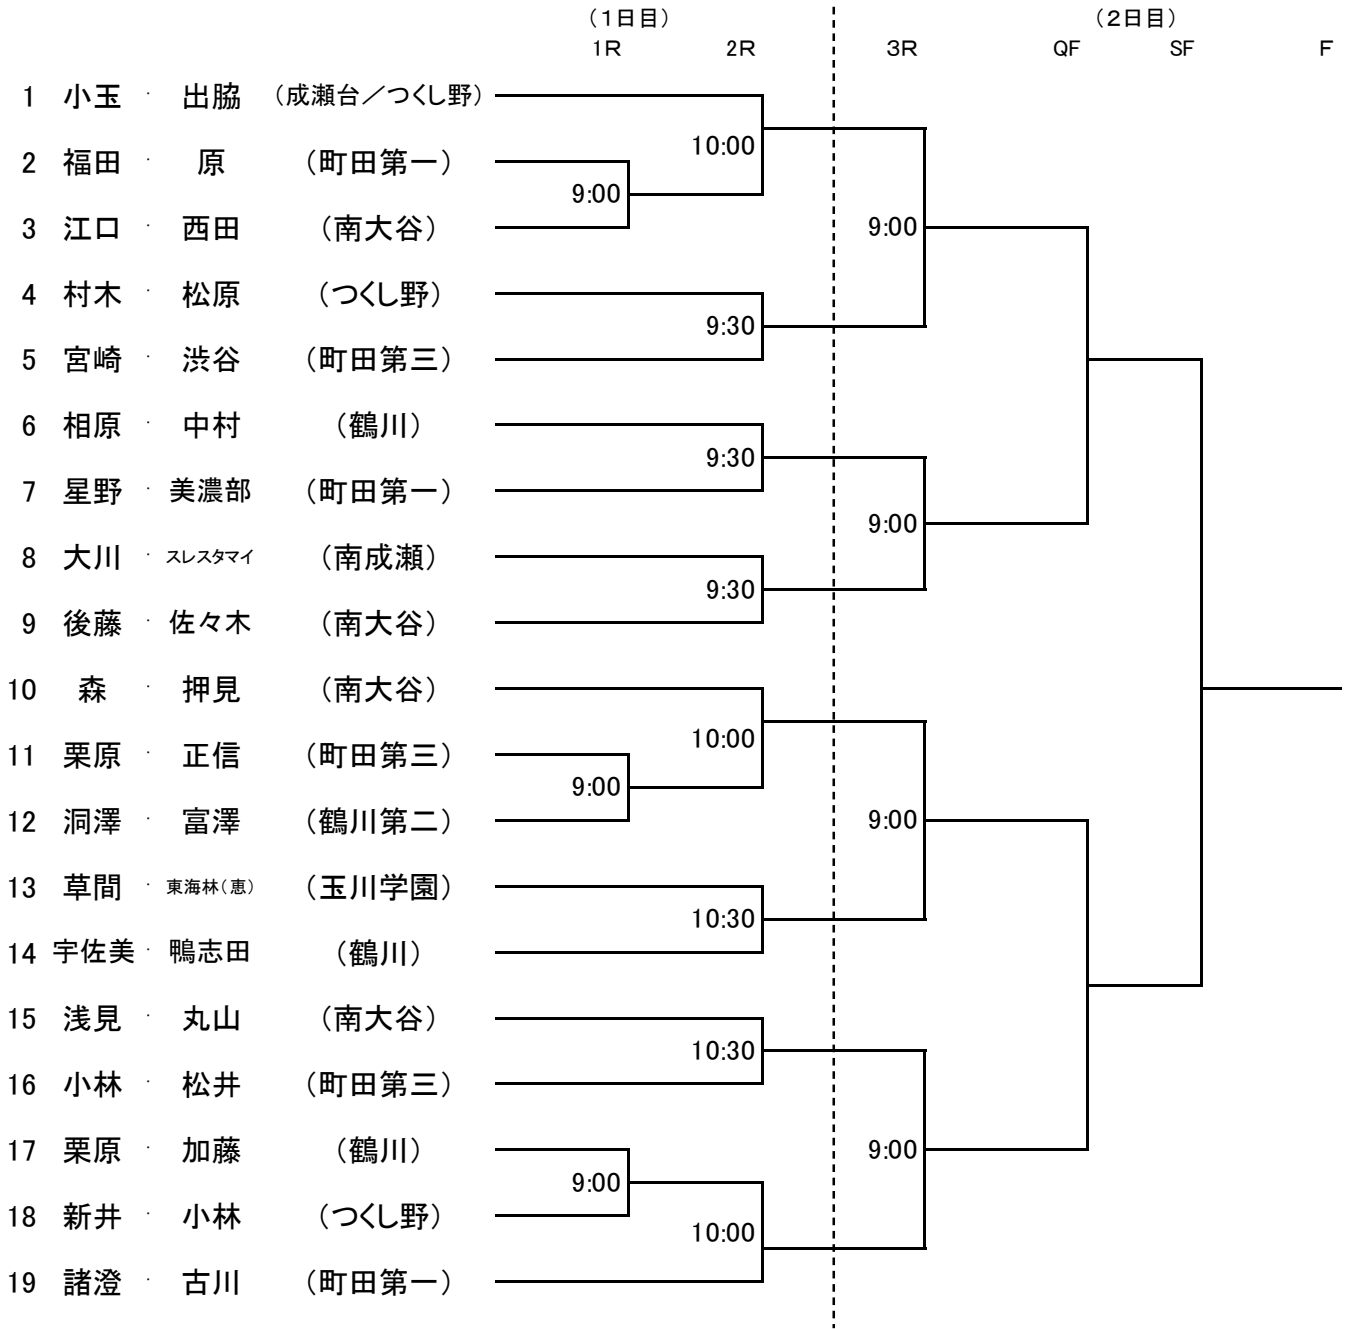 （１日目） （２日目）
1R 2R 3R QF SF F
1 小玉 ・ 出脇 （成瀬台／つくし野）
10:00
2 福田 ・ 原 （町田第一）
9:00
3 江口 ・ 西田 （南大谷） 9:00
4 村木 ・ 松原 （つくし野）
9:30
5 宮崎 ・ 渋谷 （町田第三）
6 相原 ・ 中村 （鶴川）
9:30
7 星野 ・ 美濃部 （町田第一）
9:00
8 大川 ・ スレスタマイ （南成瀬）
9:30
9 後藤 ・ 佐々木 （南大谷）
10 森 ・ 押見 （南大谷）
10:00
11 栗原 ・ 正信 （町田第三）
9:00
12 洞澤 ・ 富澤 （鶴川第二） 9:00
13 草間 ・ 東海林（恵） （玉川学園）
10:30
14 宇佐美 ・ 鴨志田 （鶴川）
15 浅見 ・ 丸山 （南大谷）
10:30
16 小林 ・ 松井 （町田第三）
17 栗原 ・ 加藤 （鶴川） 9:00
9:00
18 新井 ・ 小林 （つくし野）
10:00
19 諸澄 ・ 古川 （町田第一）